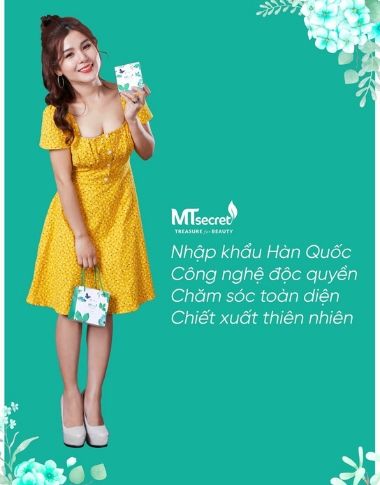 MTsecret
TREASURE for BEAUTY
Nhập khẩu Hàn Quốc
Công nghệ độc quyền
Chăm sóc toàn diện
Chiết xuất thiên nhiên